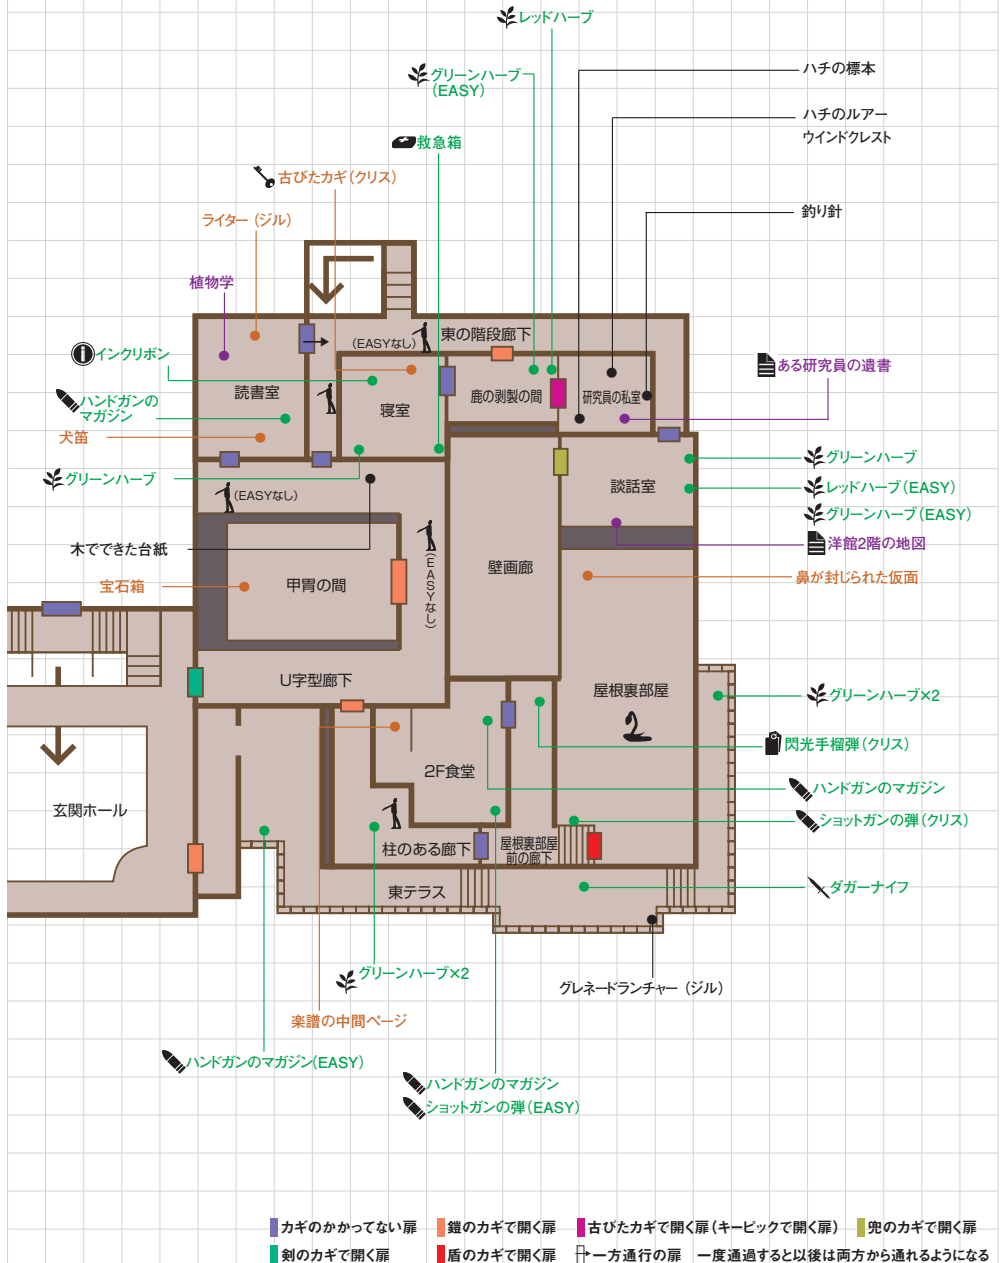 レッドハーブ
グリーンハーブ
(EASY)
ハチの標本
ハチのルアー
ウインドクレスト
救急箱
古びたカギ(クリス)
釣り針
ライター (ジル)
植物学
インクリボン
(EASYなし)
東の階段廊下
ある研究員の遺書
読書室
寝室
鹿の剥製の間
研究員の私室
ハンドガンの
マガジン
犬笛
グリーンハーブ
グリーンハーブ
レッドハーブ(EASY)
グリーンハーブ(EASY)
(EASYなし)
談話室
木でできた台紙
(EASYなし)
洋館2階の地図
宝石箱
甲冑の間
壁画廊
鼻が封じられた仮面
U字型廊下
屋根裏部屋
グリーンハーブ×2
閃光手榴弾(クリス)
2F食堂
ハンドガンのマガジン
玄関ホール
ショットガンの弾(クリス)
柱のある廊下
屋根裏部屋
前の廊下
東テラス
ダガーナイフ
グリーンハーブ×2
グレネードランチャー (ジル)
楽譜の中間ページ
ハンドガンのマガジン(EASY)
ハンドガンのマガジン
ショットガンの弾(EASY)
カギのかかってない扉 鎧のカギで開く扉 古びたカギで開く扉(キーピックで開く扉) 兜のカギで開く扉
剣のカギで開く扉 盾のカギで開く扉 一方通行の扉 一度通過すると以後は両方から通れるようになる